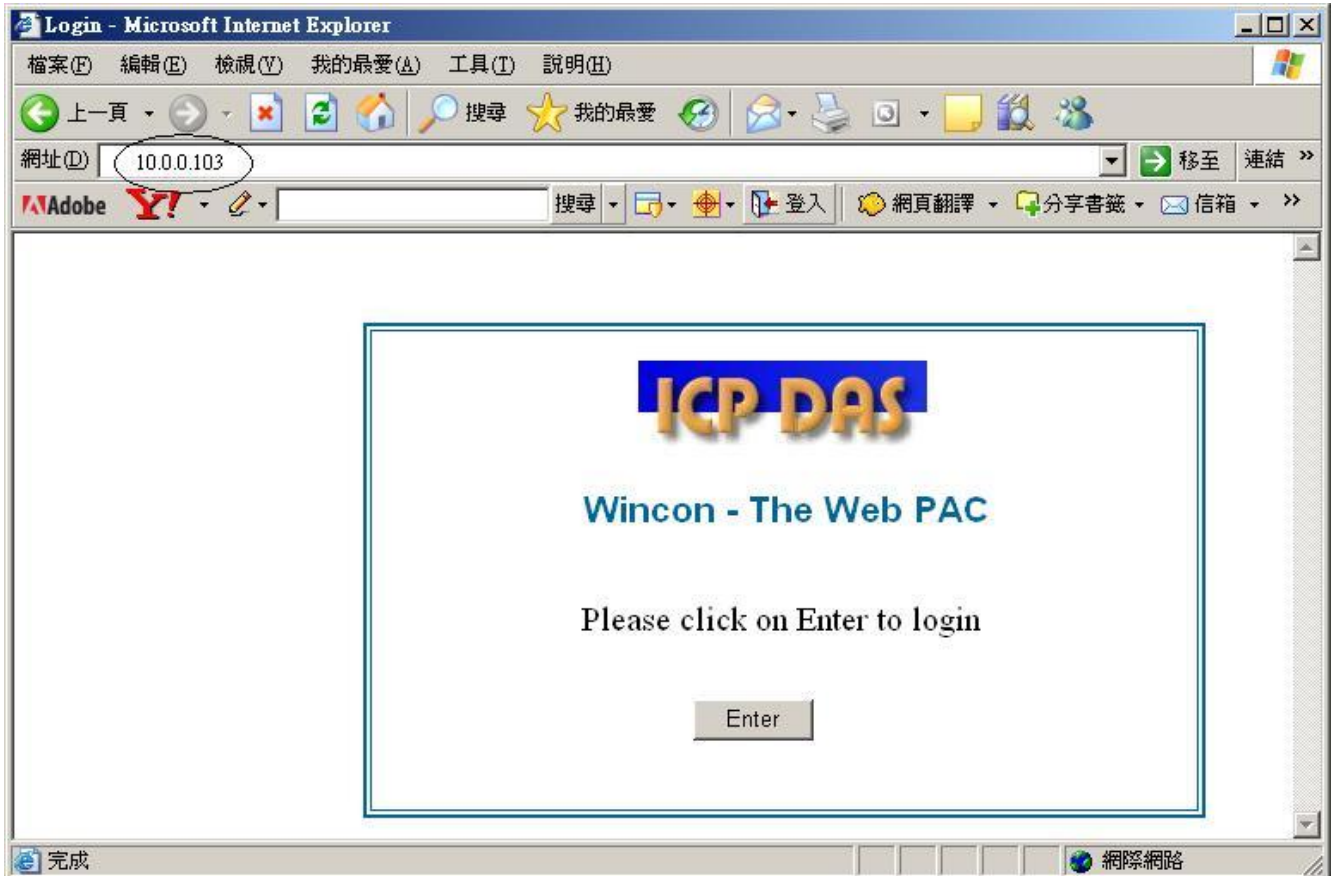 Login - Microsoft Internet Explorer
檔案(F) 編輯(E) 檢視(V) 我的最愛(A) 工具(T) 說明(H)
上一頁 搜尋 我的最愛
網址(D) 10.0.0.103 移至 連結 »
Adobe Y! 搜尋 登入 網頁翻譯 分享書籤 信箱 »
ICP DAS
Wincon - The Web PAC
Please click on Enter to login
Enter
完成 網際網路